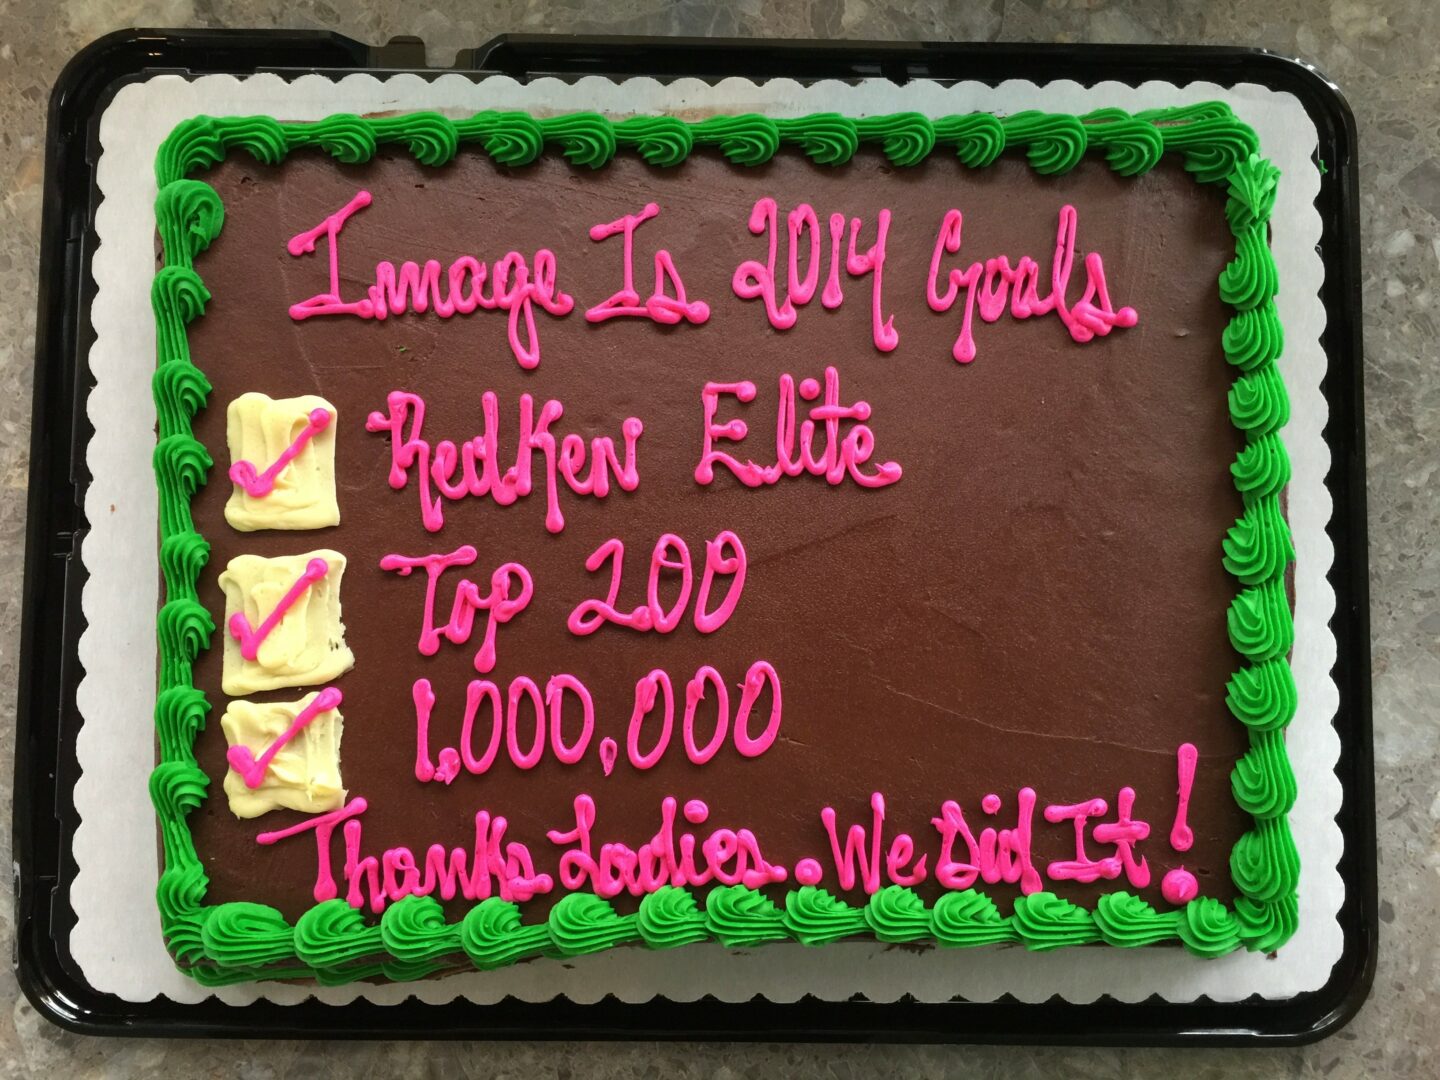 Image Is 2014 Goals
RedKen Elite
Top 200
1,000,000
Thanks Ladies. We Did It!